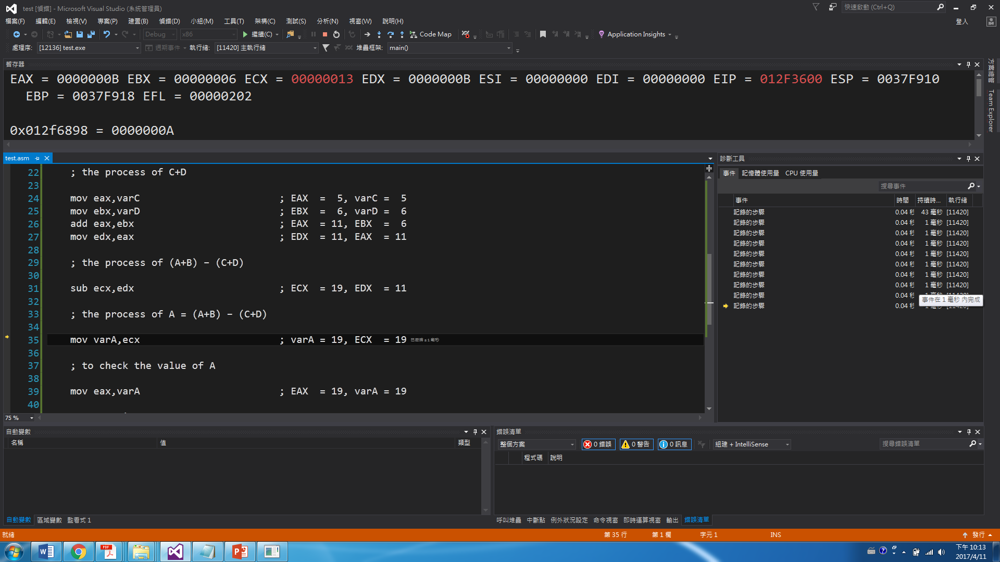 test [偵錯] - Microsoft Visual Studio (系統管理員)
快速啟動 (Ctrl+Q)
檔案(F) 編輯(E) 檢視(V) 專案(P) 建置(B) 偵錯(D) 小組(M) 工具(T) 架構(C) 測試(S) 分析(N) 視窗(W) 說明(H)
登入
Debug x86 繼續(C) Code Map Application Insights
處理序: [12136] test.exe 週期事件 執行緒: [11420] 主執行緒 堆疊框架: main()
暫存器
EAX = 0000000B EBX = 00000006 ECX = 00000013 EDX = 0000000B ESI = 00000000 EDI = 00000000 EIP = 012F3600 ESP = 0037F910
EBP = 0037F918 EFL = 00000202
0x012f6898 = 0000000A
方案總管
Team Explorer
test.asm
22 ; the process of C+D
23
24 mov eax,varC ; EAX = 5, varC = 5
25 mov ebx,varD ; EBX = 6, varD = 6
26 add eax,ebx ; EAX = 11, EBX = 6
27 mov edx,eax ; EDX = 11, EAX = 11
28
29 ; the process of (A+B) - (C+D)
30
31 sub ecx,edx ; ECX = 19, EDX = 11
32
33 ; the process of A = (A+B) - (C+D)
34
35 mov varA,ecx ; varA = 19, ECX = 19 已歷時 ≤ 1 毫秒
36
37 ; to check the value of A
38
39 mov eax,varA ; EAX = 19, varA = 19
40
75 %
診斷工具
事件 記憶體使用量 CPU 使用量
搜尋事件
事件 時間 持續時... 執行緒
記錄的步驟 0.04 秒 43 毫秒 [11420]
記錄的步驟 0.04 秒 1 毫秒 [11420]
記錄的步驟 0.04 秒 1 毫秒 [11420]
記錄的步驟 0.04 秒 1 毫秒 [11420]
記錄的步驟 0.04 秒 1 毫秒 [11420]
記錄的步驟 0.04 秒 1 毫秒 [11420]
記錄的步驟 0.04 秒 1 毫秒 [11420]
記錄的步驟 0.04 秒 1 毫秒 [11420]
記錄的步驟 0.04 秒
事件在 1 毫秒 內完成
記錄的步驟 0.04 秒
自動變數
名稱 值 類型
自動變數 區域變數 監看式 1
錯誤清單
整個方案 0 錯誤 0 警告 0 訊息 組建 + IntelliSense 搜尋錯誤清單
程式碼 說明
呼叫堆疊 中斷點 例外狀況設定 命令視窗 即時運算視窗 輸出 錯誤清單
就緒 第 35 行 第 1 欄 字元 1 INS 發行
下午 10:13
2017/4/11